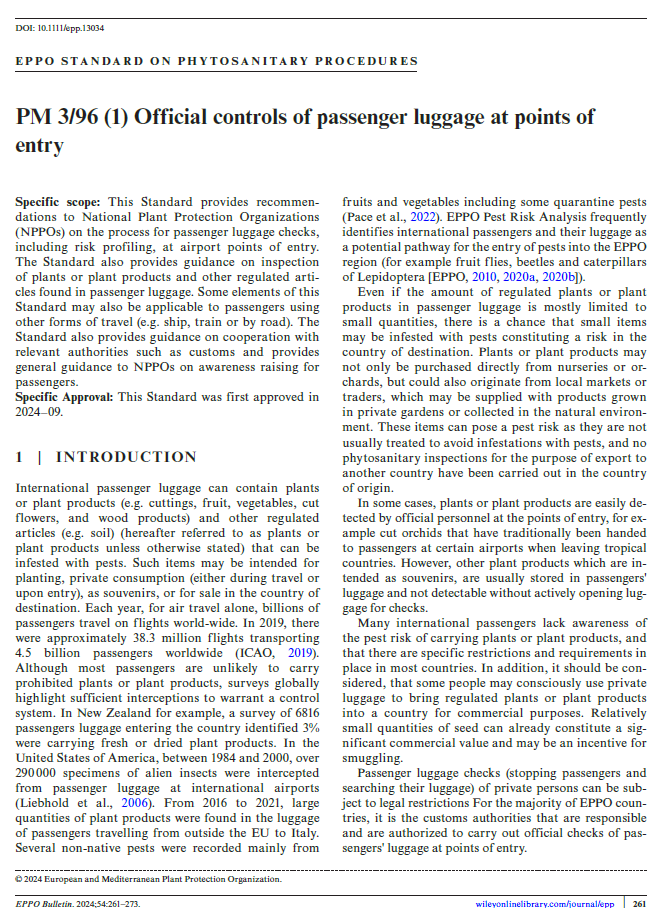 DOI: 10.1111/epp.13034
EPPO STANDARD ON PHYTOSANITARY PROCEDURES
PM 3/96 (1) Official controls of passenger luggage at points of
entry
Specific scope: This Standard provides recommen-
dations to National Plant Protection Organizations
(NPPOs) on the process for passenger luggage checks,
including risk profiling, at airport points of entry.
The Standard also provides guidance on inspection
of plants or plant products and other regulated arti-
cles found in passenger luggage. Some elements of this
Standard may also be applicable to passengers using
other forms of travel (e.g. ship, train or by road). The
Standard also provides guidance on cooperation with
relevant authorities such as customs and provides
general guidance to NPPOs on awareness raising for
passengers.
Specific Approval: This Standard was first approved in
2024–09.
1 | INTRODUCTION
International passenger luggage can contain plants
or plant products (e.g. cuttings, fruit, vegetables, cut
flowers, and wood products) and other regulated
articles (e.g. soil) (hereafter referred to as plants or
plant products unless otherwise stated) that can be
infested with pests. Such items may be intended for
planting, private consumption (either during travel or
upon entry), as souvenirs, or for sale in the country of
destination. Each year, for air travel alone, billions of
passengers travel on flights world-wide. In 2019, there
were approximately 38.3 million flights transporting
4.5 billion passengers worldwide (ICAO, 2019).
Although most passengers are unlikely to carry
prohibited plants or plant products, surveys globally
highlight sufficient interceptions to warrant a control
system. In New Zealand for example, a survey of 6816
passengers luggage entering the country identified 3%
were carrying fresh or dried plant products. In the
United States of America, between 1984 and 2000, over
290 000 specimens of alien insects were intercepted
from passenger luggage at international airports
(Liebhold et al., 2006). From 2016 to 2021, large
quantities of plant products were found in the luggage
of passengers travelling from outside the EU to Italy.
Several non-native pests were recorded mainly from
fruits and vegetables including some quarantine pests
(Pace et al., 2022). EPPO Pest Risk Analysis frequently
identifies international passengers and their luggage as
a potential pathway for the entry of pests into the EPPO
region (for example fruit flies, beetles and caterpillars
of Lepidoptera [EPPO, 2010, 2020a, 2020b]).
Even if the amount of regulated plants or plant
products in passenger luggage is mostly limited to
small quantities, there is a chance that small items
may be infested with pests constituting a risk in the
country of destination. Plants or plant products may
not only be purchased directly from nurseries or or-
chards, but could also originate from local markets or
traders, which may be supplied with products grown
in private gardens or collected in the natural environ-
ment. These items can pose a pest risk as they are not
usually treated to avoid infestations with pests, and no
phytosanitary inspections for the purpose of export to
another country have been carried out in the country
of origin.
In some cases, plants or plant products are easily de-
tected by official personnel at the points of entry, for ex-
ample cut orchids that have traditionally been handed
to passengers at certain airports when leaving tropical
countries. However, other plant products which are in-
tended as souvenirs, are usually stored in passengers'
luggage and not detectable without actively opening lug-
gage for checks.
Many international passengers lack awareness of
the pest risk of carrying plants or plant products, and
that there are specific restrictions and requirements in
place in most countries. In addition, it should be con-
sidered, that some people may consciously use private
luggage to bring regulated plants or plant products
into a country for commercial purposes. Relatively
small quantities of seed can already constitute a sig-
nificant commercial value and may be an incentive for
smuggling.
Passenger luggage checks (stopping passengers and
searching their luggage) of private persons can be sub-
ject to legal restrictions For the majority of EPPO coun-
tries, it is the customs authorities that are responsible
and are authorized to carry out official checks of pas-
sengers' luggage at points of entry.
© 2024 European and Mediterranean Plant Protection Organization.
EPPO Bulletin. 2024;54:261–273.
wileyonlinelibrary.com/journal/epp | 261